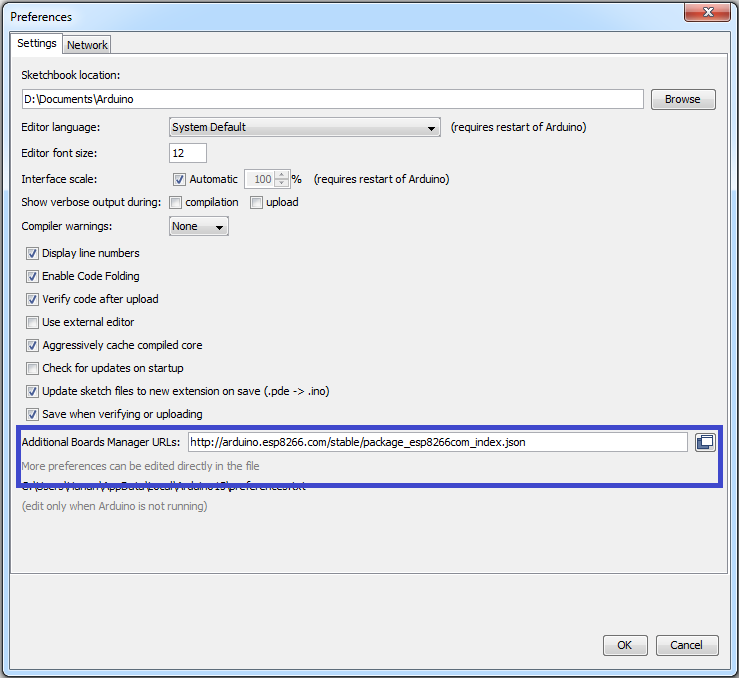 Preferences
Settings Network
Sketchbook location:
D:\Documents\Arduino Browse
Editor language: System Default (requires restart of Arduino)
Editor font size: 12
Interface scale: Automatic 100 % (requires restart of Arduino)
Show verbose output during: compilation upload
Compiler warnings: None
Display line numbers
Enable Code Folding
Verify code after upload
Use external editor
Aggressively cache compiled core
Check for updates on startup
Update sketch files to new extension on save (.pde -> .ino)
Save when verifying or uploading
Additional Boards Manager URLs: http://arduino.esp8266.com/stable/package_esp8266com_index.json
More preferences can be edited directly in the file
(edit only when Arduino is not running)
OK Cancel